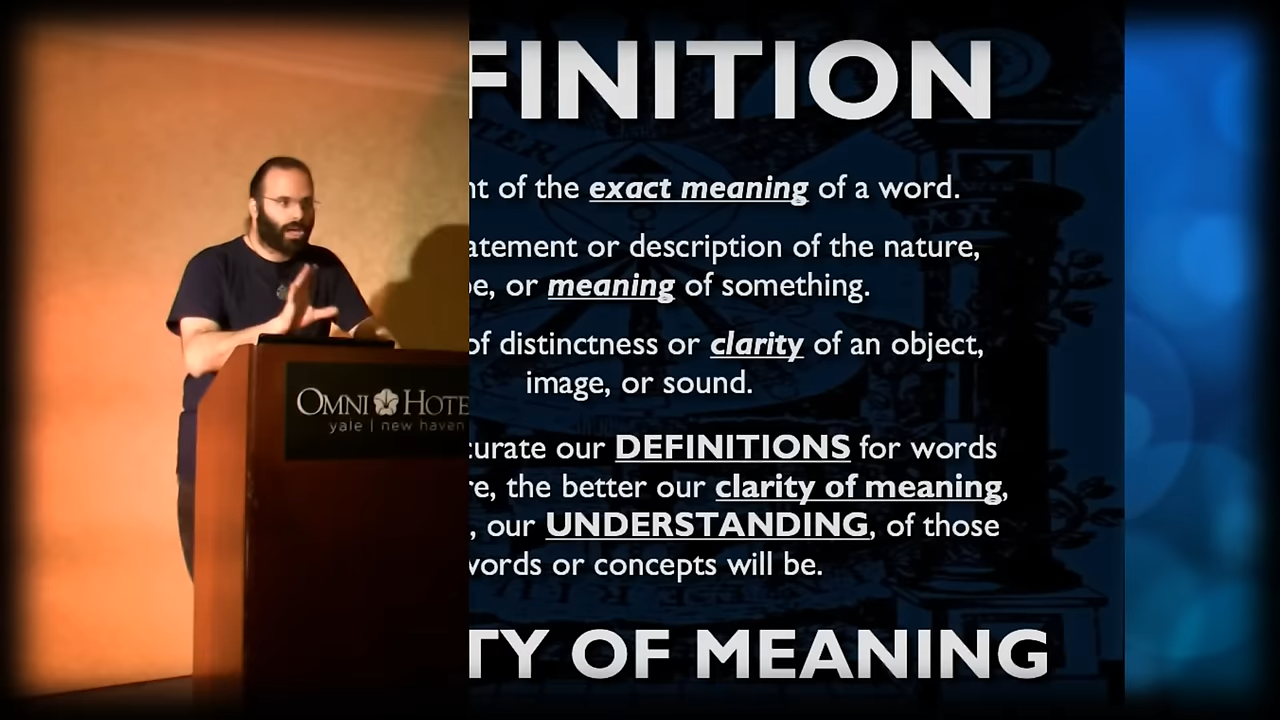 FINITION
nt of the exact meaning of a word.
atement or description of the nature,
pe, or meaning of something.
of distinctness or clarity of an object,
image, or sound.
curate our DEFINITIONS for words
re, the better our clarity of meaning,
, our UNDERSTANDING, of those
words or concepts will be.
TY OF MEANING
OMNI HOTE
yale | new haven